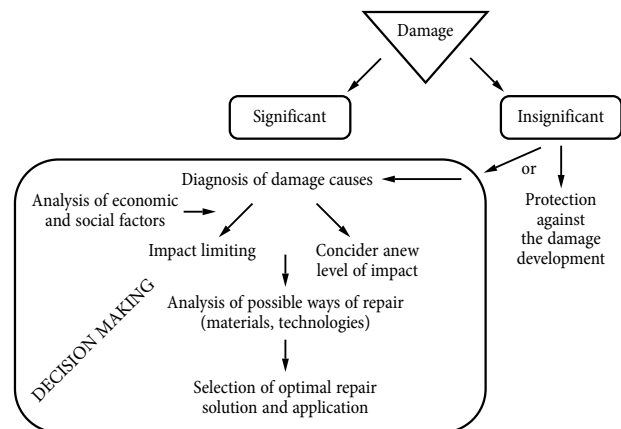 Damage
Significant
Insignificant
or
Diagnosis of damage causes
Protection
against
the damage
development
Analysis of economic
and social factors
Impact limiting
Concider anew
level of impact
Analysis of possible ways of repair
(materials, technologies)
DECISION MAKING
Selection of optimal repair
solution and application